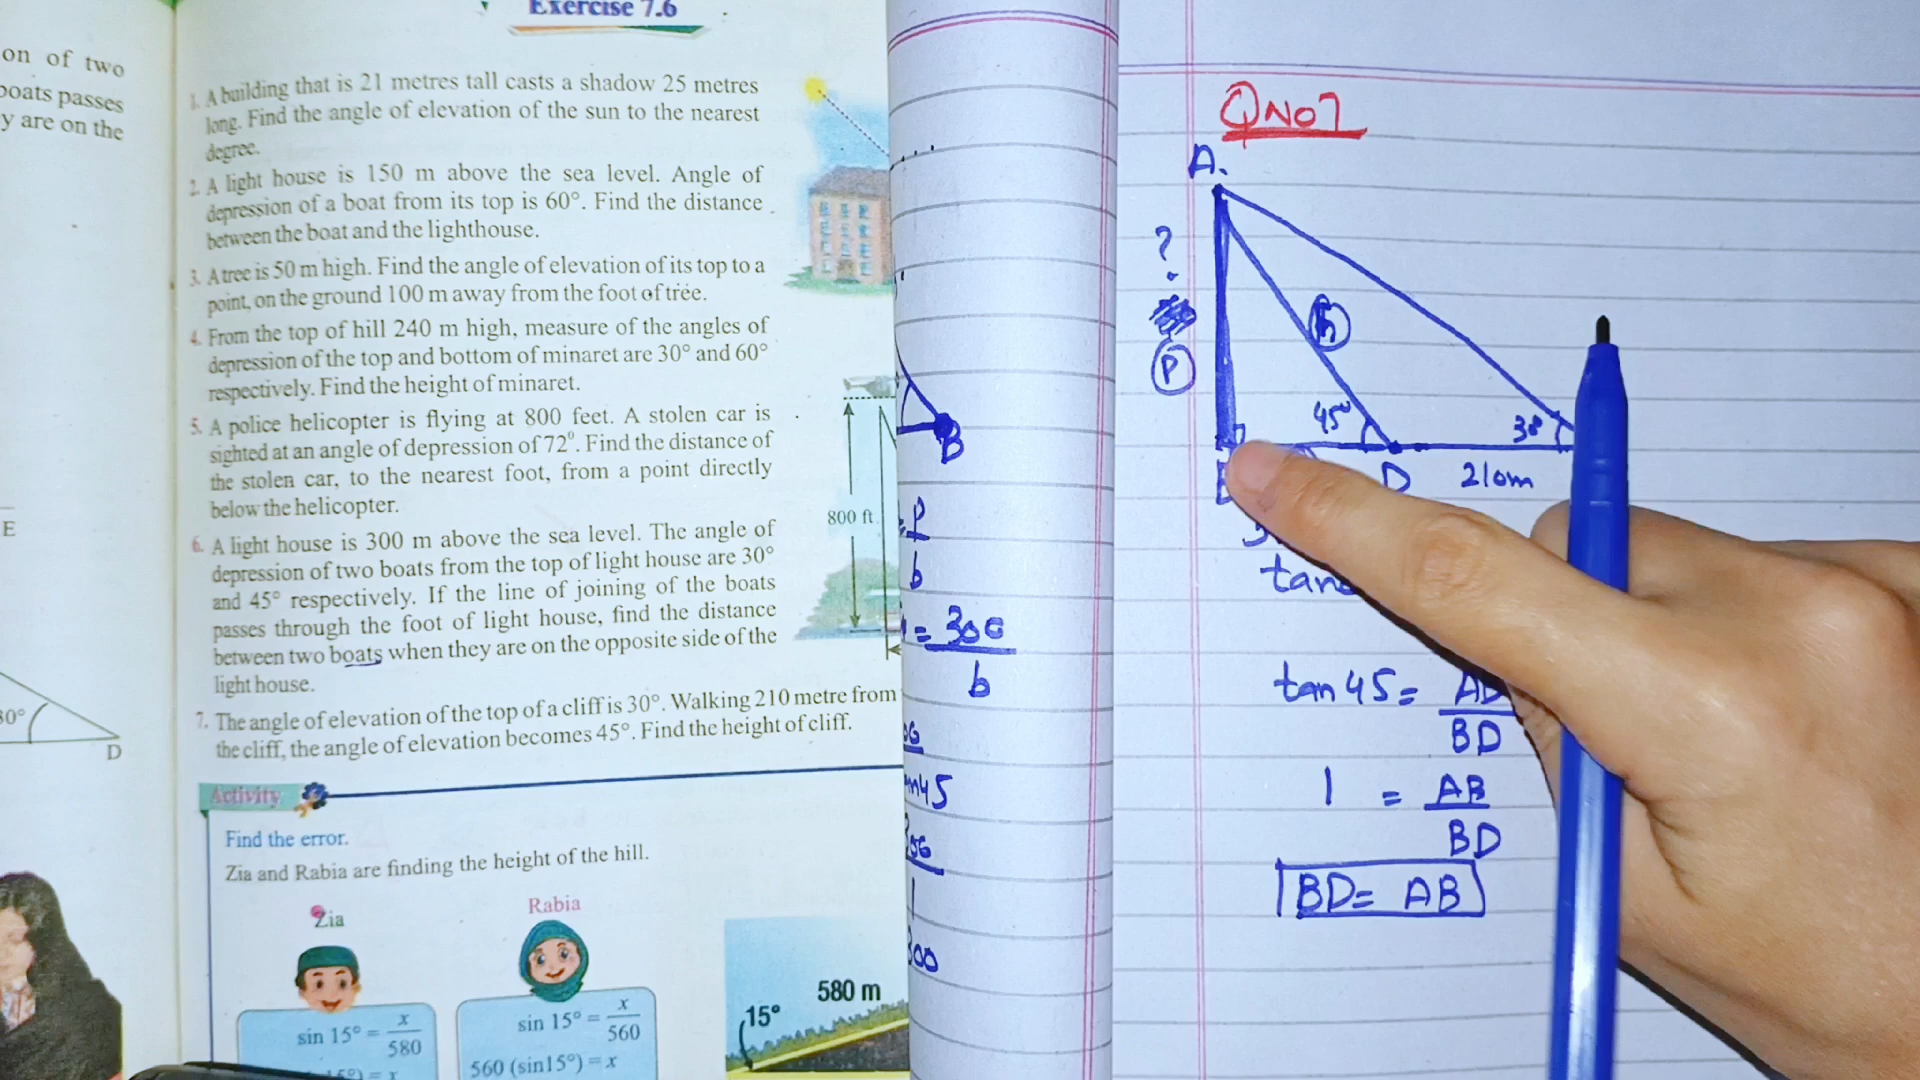 on of two
boats passes
y are on the
E
30°
D
Exercise 7.6
1. A building that is 21 metres tall casts a shadow 25 metres
long. Find the angle of elevation of the sun to the nearest
degree.
2. A light house is 150 m above the sea level. Angle of
depression of a boat from its top is 60°. Find the distance
between the boat and the lighthouse.
3. A tree is 50 m high. Find the angle of elevation of its top to a
point, on the ground 100 m away from the foot of tree.
4. From the top of hill 240 m high, measure of the angles of
depression of the top and bottom of minaret are 30° and 60°
respectively. Find the height of minaret.
5. A police helicopter is flying at 800 feet. A stolen car is
sighted at an angle of depression of 72°. Find the distance of
the stolen car, to the nearest foot, from a point directly
below the helicopter.
6. A light house is 300 m above the sea level. The angle of
depression of two boats from the top of light house are 30°
and 45° respectively. If the line of joining of the boats
passes through the foot of light house, find the distance
between two boats when they are on the opposite side of the
light house.
7. The angle of elevation of the top of a cliff is 30°. Walking 210 metre from
the cliff, the angle of elevation becomes 45°. Find the height of cliff.
800 ft.
Activity
Find the error.
Zia and Rabia are finding the height of the hill.
Zia
Rabia
sin 15° = x/580
sin 15° = x/560
560 (sin15°) = x
15°
580 m
B
= P/b
= 300/b
300
1
300
Q No 7
A.
?
P
h
45°
30°
D
210m
tan
tan 45 = AB/BD
1 = AB/BD
BD = AB